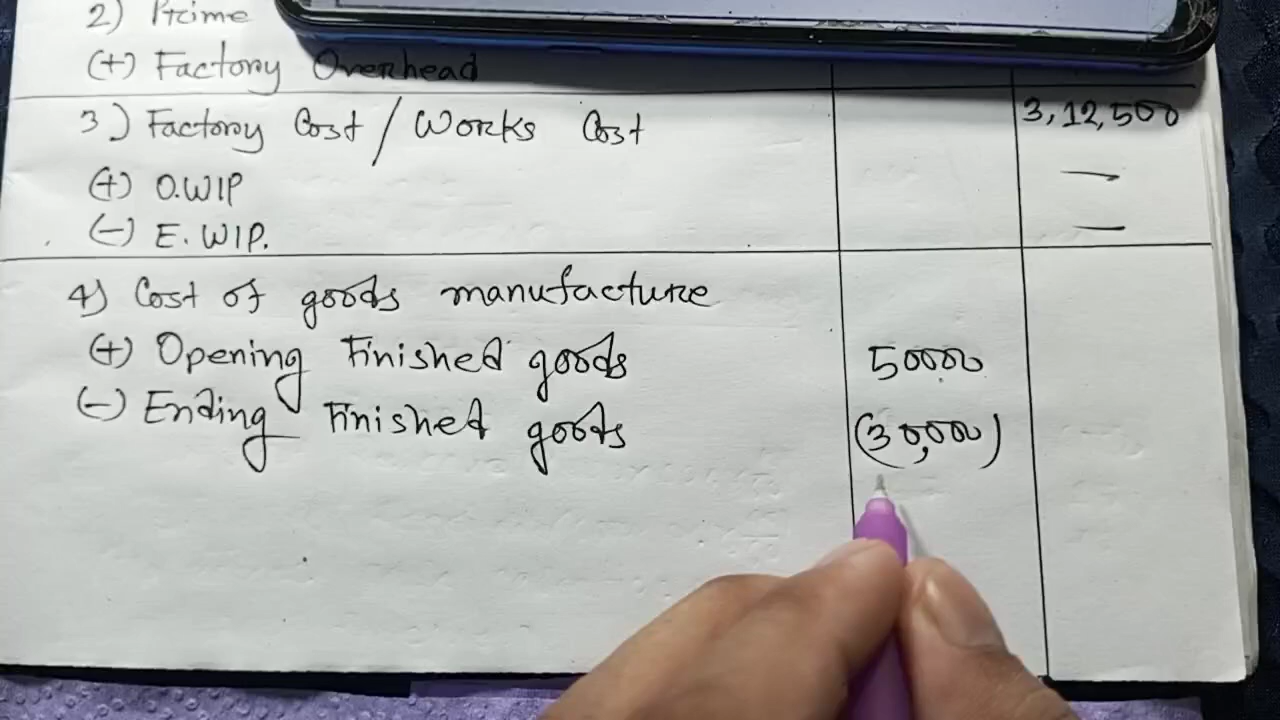 2) Prime
(+) Factory Overhead
3) Factory Cost / Works Cost 3,12,500
(+) O.WIP —
(-) E. WIP. —
4) Cost of goods manufacture
(+) Opening Finished goods 50000
(-) Ending Finished goods (30,000)